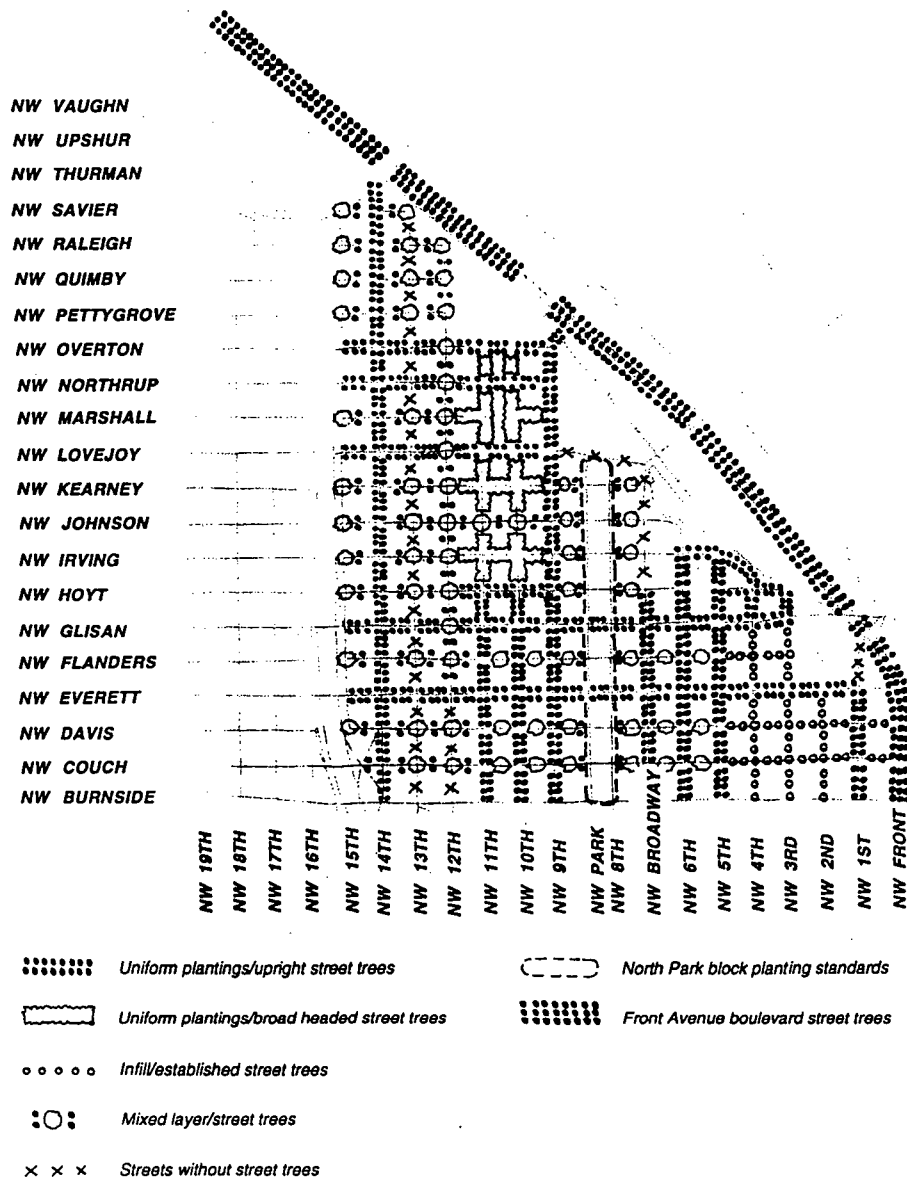 NW VAUGHN
NW UPSHUR
NW THURMAN
NW SAVIER
NW RALEIGH
NW QUIMBY
NW PETTYGROVE
NW OVERTON
NW NORTHRUP
NW MARSHALL
NW LOVEJOY
NW KEARNEY
NW JOHNSON
NW IRVING
NW HOYT
NW GLISAN
NW FLANDERS
NW EVERETT
NW DAVIS
NW COUCH
NW BURNSIDE
NW 19TH
NW 18TH
NW 17TH
NW 16TH
NW 15TH
NW 14TH
NW 13TH
NW 12TH
NW 11TH
NW 10TH
NW 9TH
NW PARK
NW 8TH
NW BROADWAY
NW 6TH
NW 5TH
NW 4TH
NW 3RD
NW 2ND
NW 1ST
NW FRONT
Uniform plantings/upright street trees
Uniform plantings/broad headed street trees
Infill/established street trees
Mixed layer/street trees
Streets without street trees
North Park block planting standards
Front Avenue boulevard street trees